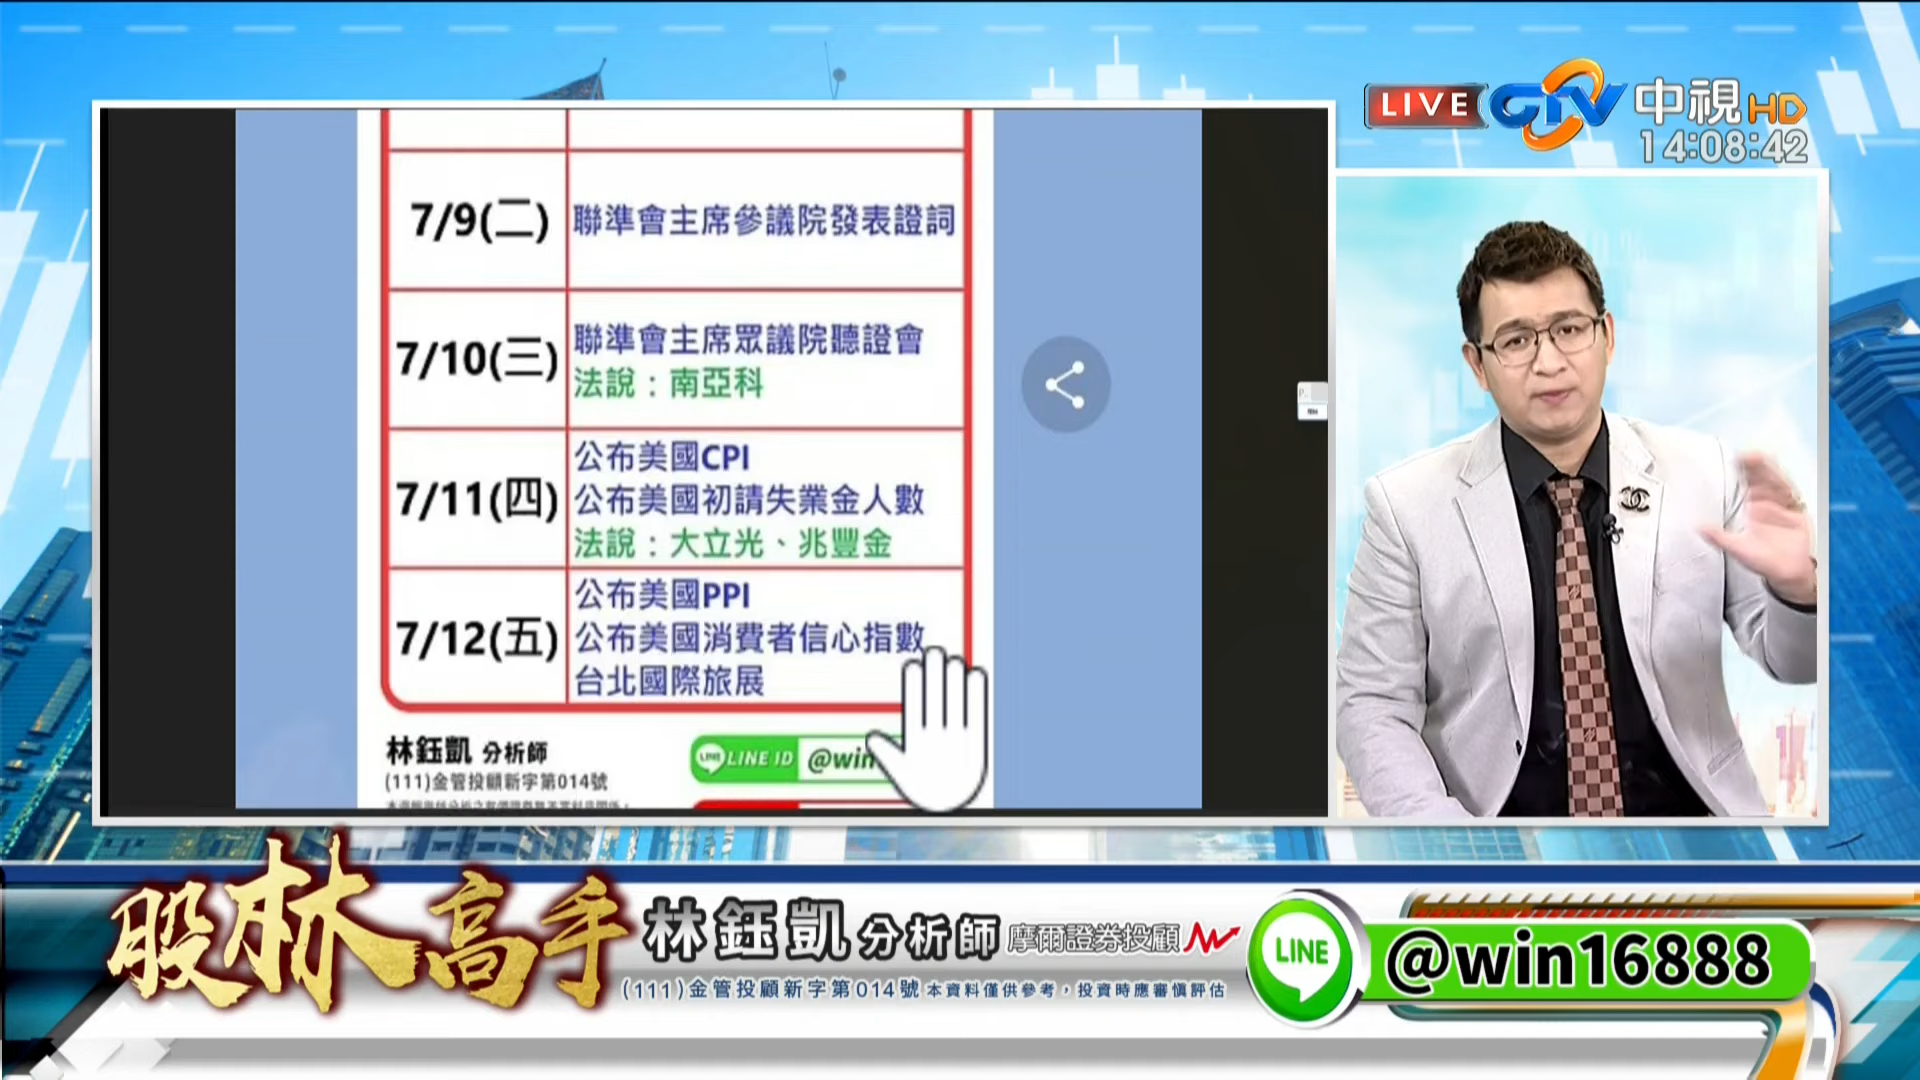 LIVE CTV 中視HD
14:08:42
7/9(二) 聯準會主席參議院發表證詞
7/10(三) 聯準會主席眾議院聽證會
法說：南亞科
7/11(四) 公布美國CPI
公布美國初請失業金人數
法說：大立光、兆豐金
7/12(五) 公布美國PPI
公布美國消費者信心指數
台北國際旅展
林鈺凱 分析師
(111)金管投顧新字第014號
LINE LINE ID @win
股林高手
林鈺凱 分析師 摩爾證券投顧
(111)金管投顧新字第014號 本資料僅供參考，投資時應審慎評估
LINE @win16888